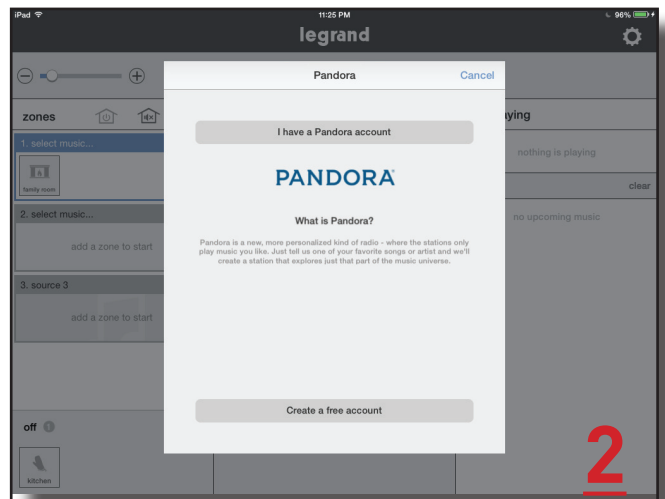 iPad
11:25 PM
96%
legrand
Pandora
Cancel
zones
I have a Pandora account
ying
1. select music...
nothing is playing
family room
PANDORA
clear
2. select music...
What is Pandora?
no upcoming music
add a zone to start
Pandora is a new, more personalized kind of radio - where the stations only
play music you like. Just tell us one of your favorite songs or artist and we'll
create a station that explores just that part of the music universe.
3. source 3
add a zone to start
Create a free account
off
kitchen
2